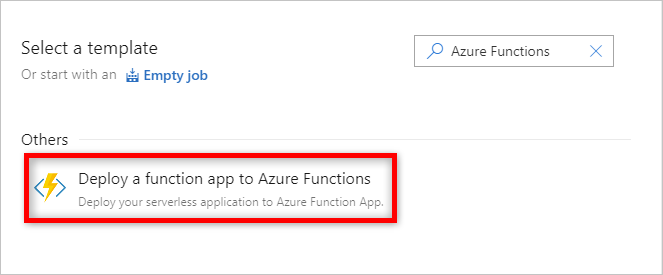 Select a template
Azure Functions
Or start with an Empty job
Others
Deploy a function app to Azure Functions
Deploy your serverless application to Azure Function App.